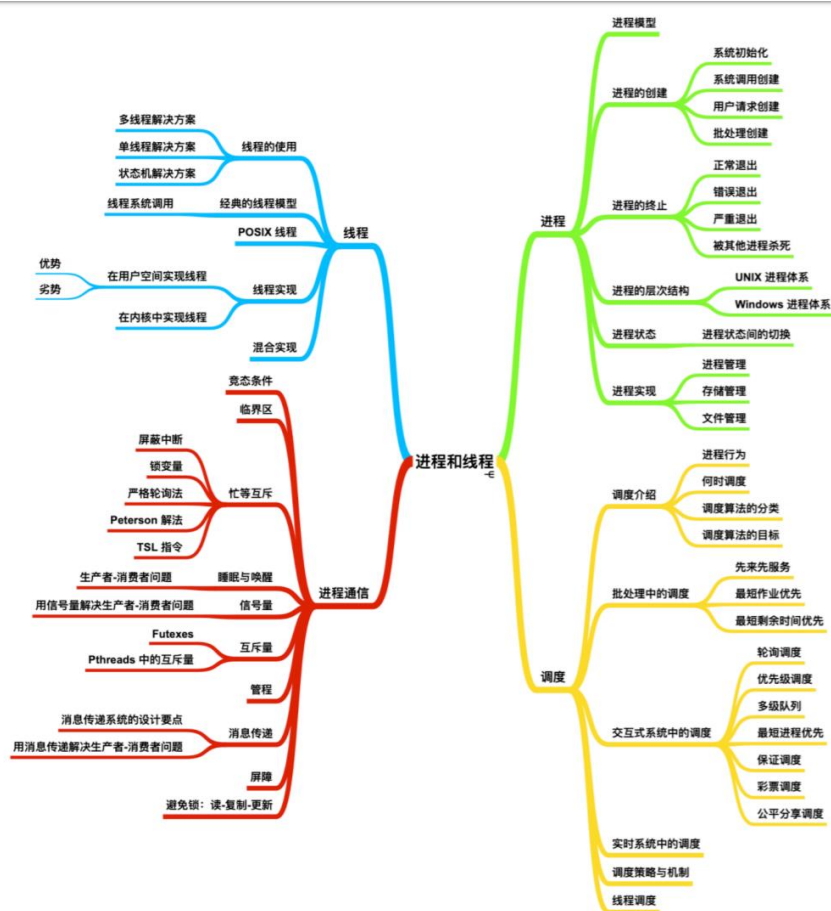 进程和线程
线程
线程的使用
多线程解决方案
单线程解决方案
状态机解决方案
经典的线程模型
线程系统调用
POSIX 线程
线程实现
在用户空间实现线程
优势
劣势
在内核中实现线程
混合实现
进程通信
竞态条件
临界区
忙等互斥
屏蔽中断
锁变量
严格轮询法
Peterson 解法
TSL 指令
睡眠与唤醒
生产者-消费者问题
信号量
用信号量解决生产者-消费者问题
互斥量
Futexes
Pthreads 中的互斥量
管程
消息传递
消息传递系统的设计要点
用消息传递解决生产者-消费者问题
屏障
避免锁：读-复制-更新
进程
进程模型
进程的创建
系统初始化
系统调用创建
用户请求创建
批处理创建
进程的终止
正常退出
错误退出
严重退出
被其他进程杀死
进程的层次结构
UNIX 进程体系
Windows 进程体系
进程状态
进程状态间的切换
进程实现
进程管理
存储管理
文件管理
调度
调度介绍
进程行为
何时调度
调度算法的分类
调度算法的目标
批处理中的调度
先来先服务
最短作业优先
最短剩余时间优先
交互式系统中的调度
轮询调度
优先级调度
多级队列
最短进程优先
保证调度
彩票调度
公平分享调度
实时系统中的调度
调度策略与机制
线程调度